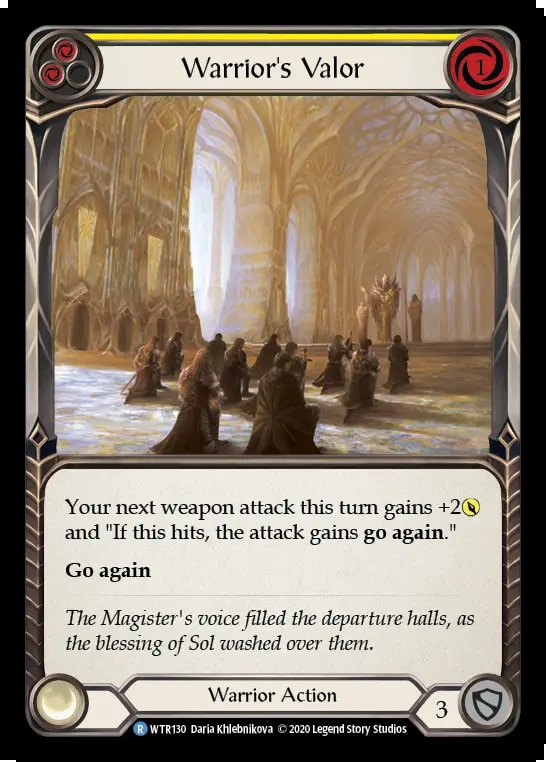 Warrior's Valor
1
Your next weapon attack this turn gains +2
and "If this hits, the attack gains go again."
Go again
The Magister's voice filled the departure halls, as
the blessing of Sol washed over them.
Warrior Action
3
R WTR130 Daria Khlebnikova © 2020 Legend Story Studios